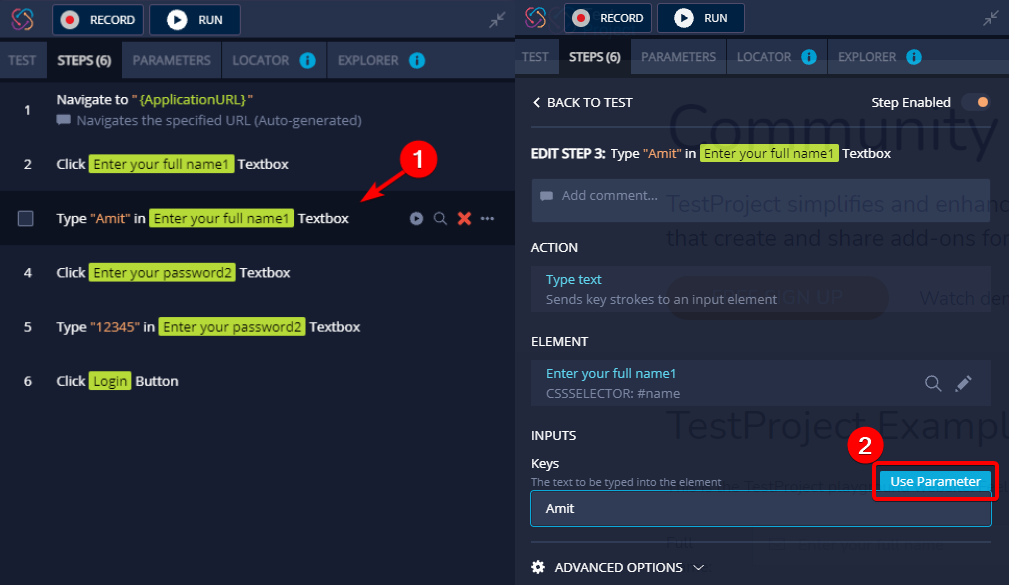 RECORD RUN
TEST STEPS (6) PARAMETERS LOCATOR i EXPLORER i
1 Navigate to "{ApplicationURL}"
Navigates the specified URL (Auto-generated)
2 Click Enter your full name1 Textbox
1
Type "Amit" in Enter your full name1 Textbox
4 Click Enter your password2 Textbox
5 Type "12345" in Enter your password2 Textbox
6 Click Login Button
RECORD RUN
TEST STEPS (6) PARAMETERS LOCATOR i EXPLORER i
BACK TO TEST Step Enabled
Community
EDIT STEP 3: Type "Amit" in Enter your full name1 Textbox
Add comment...
TestProject simplifies and enhanc
that create and share add-ons for
ACTION
Type text
Sends key strokes to an input element
SIGN UP Watch den
ELEMENT
Enter your full name1
CSSSELECTOR: #name
TestProject Exampl
INPUTS
2
Keys
The text to be typed into the element
Use Parameter
Amit
Full
ADVANCED OPTIONS